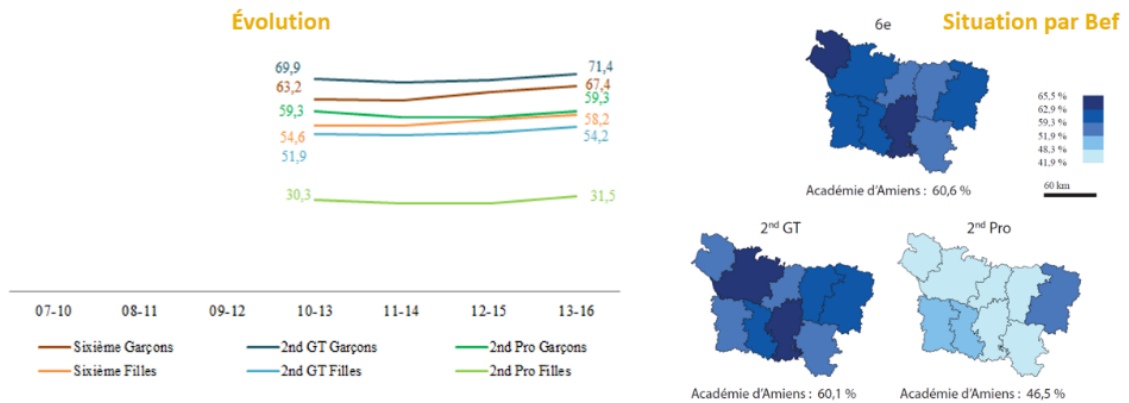 Évolution
Situation par Bef
69,9
63,2
59,3
54,6
51,9
30,3
71,4
67,4
59,3
58,2
54,2
31,5
07-10 08-11 09-12 10-13 11-14 12-15 13-16
Sixième Garçons 2nd GT Garçons 2nd Pro Garçons
Sixième Filles 2nd GT Filles 2nd Pro Filles
6e
65,5 %
62,9 %
59,3 %
51,9 %
48,3 %
41,9 %
60 km
Académie d'Amiens : 60,6 %
2nd GT
2nd Pro
Académie d'Amiens : 60,1 %
Académie d'Amiens : 46,5 %